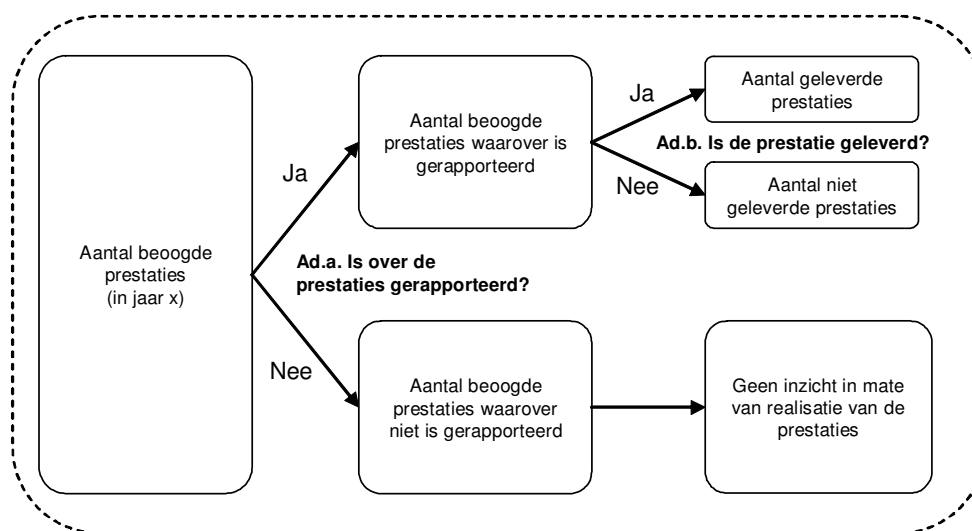 Aantal beoogde
prestaties
(in jaar x)
Ja
Ad.a. Is over de
prestaties gerapporteerd?
Nee
Aantal beoogde
prestaties waarover is
gerapporteerd
Ja
Ad.b. Is de prestatie geleverd?
Nee
Aantal geleverde
prestaties
Aantal niet
geleverde prestaties
Aantal beoogde
prestaties waarover
niet is gerapporteerd
Geen inzicht in mate
van realisatie van de
prestaties